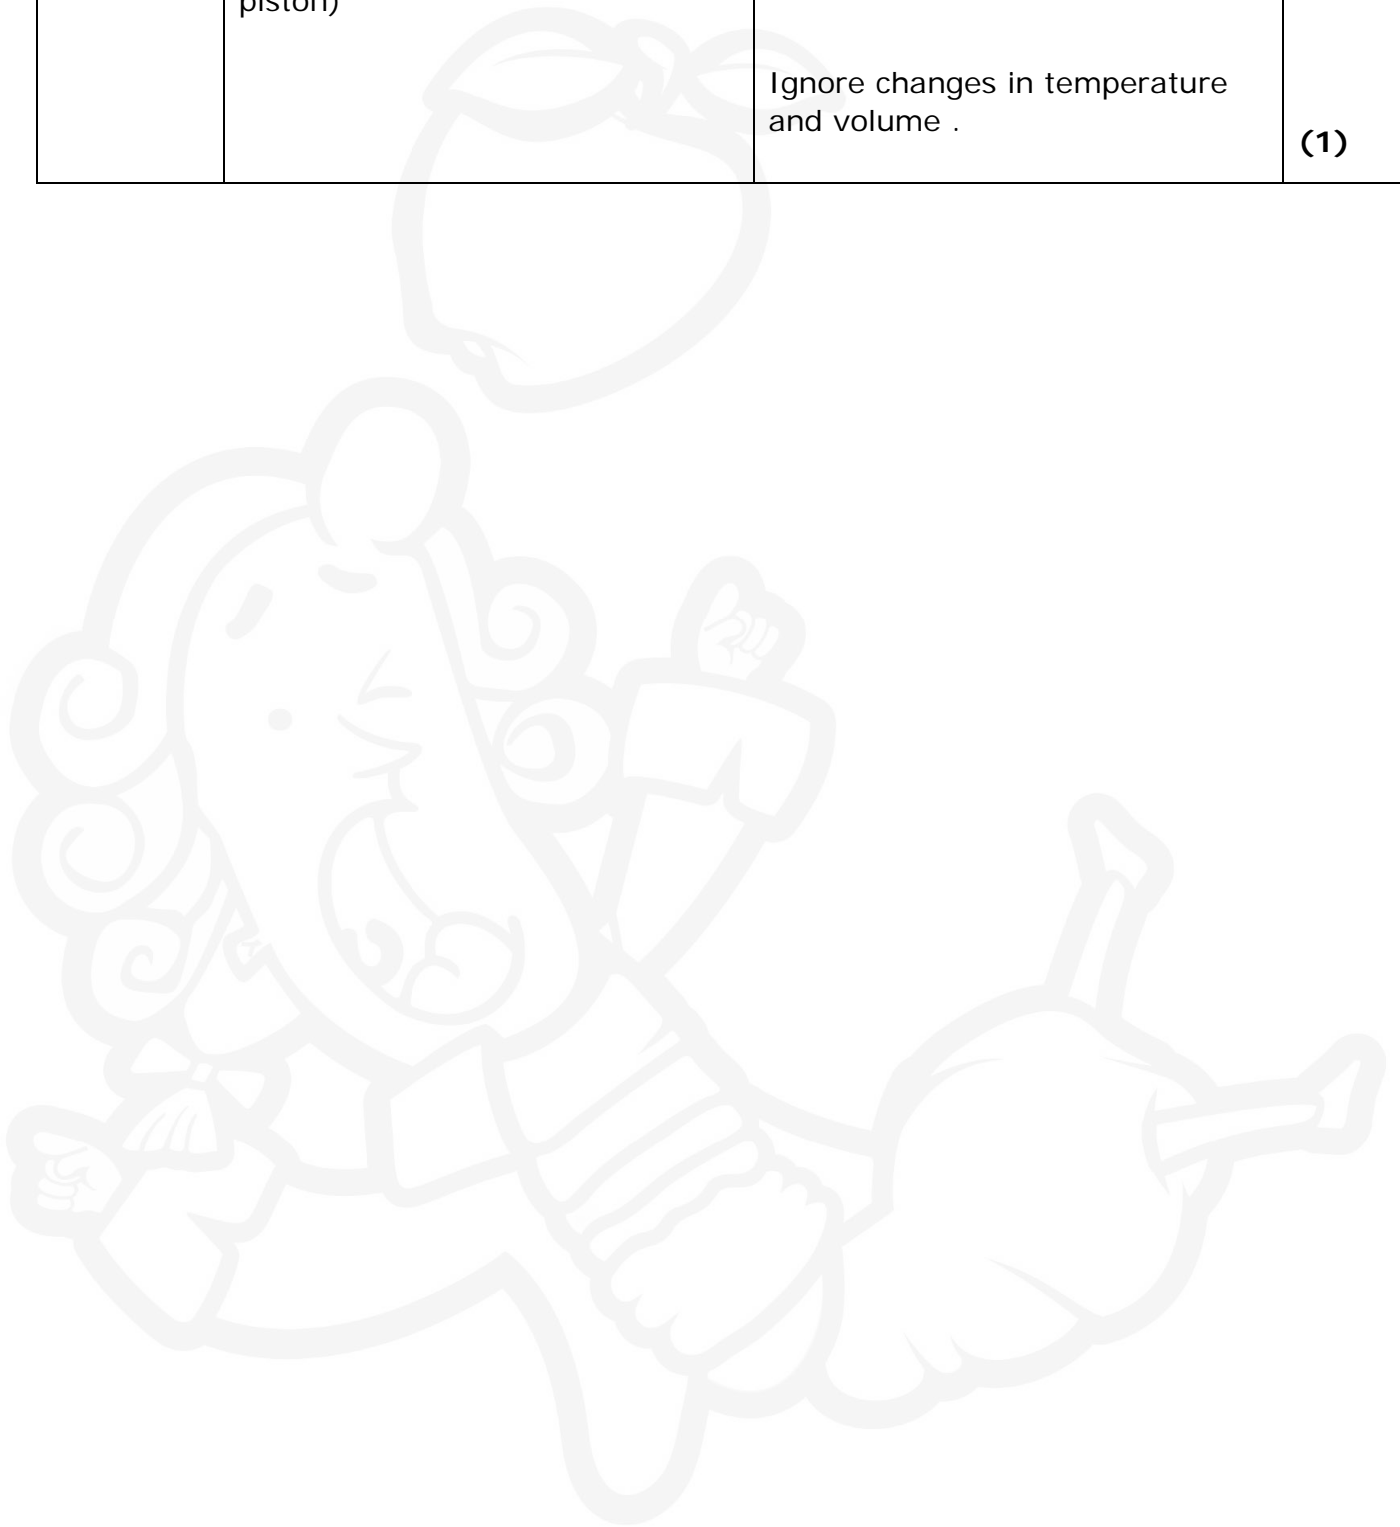 piston)
Ignore changes in temperature
and volume .
(1)